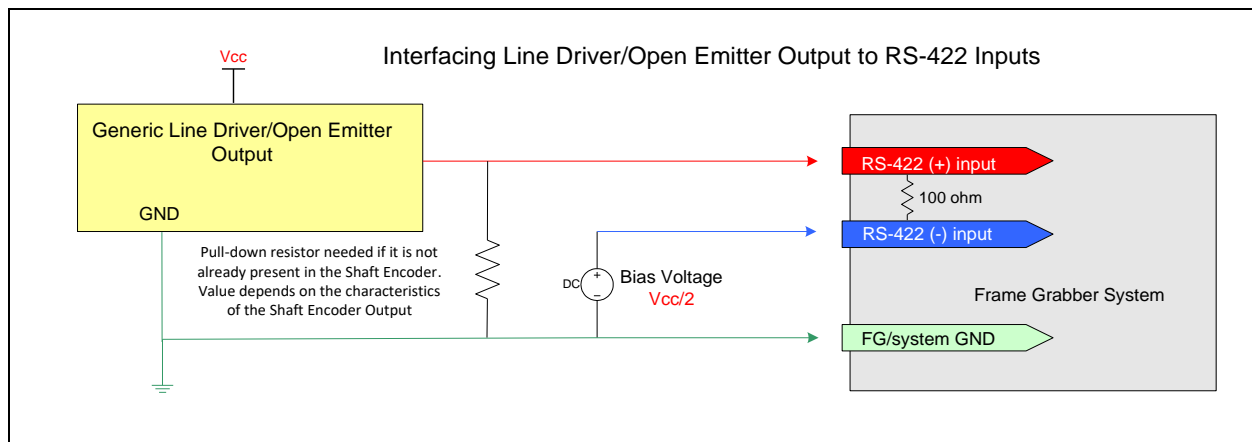 Interfacing Line Driver/Open Emitter Output to RS-422 Inputs
Vcc
Generic Line Driver/Open Emitter
Output
GND
Pull-down resistor needed if it is not
already present in the Shaft Encoder.
Value depends on the characteristics
of the Shaft Encoder Output
DC
+
−
Bias Voltage
Vcc/2
RS-422 (+) input
100 ohm
RS-422 (-) input
Frame Grabber System
FG/system GND